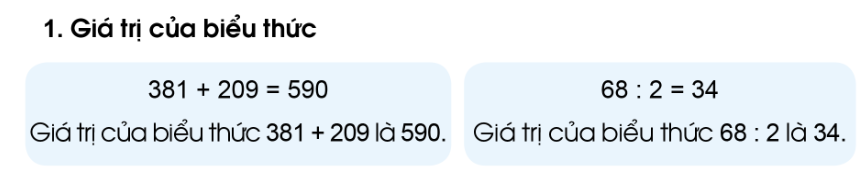 1. Giá trị của biểu thức
381 + 209 = 590
Giá trị của biểu thức 381 + 209 là 590.
68 : 2 = 34
Giá trị của biểu thức 68 : 2 là 34.